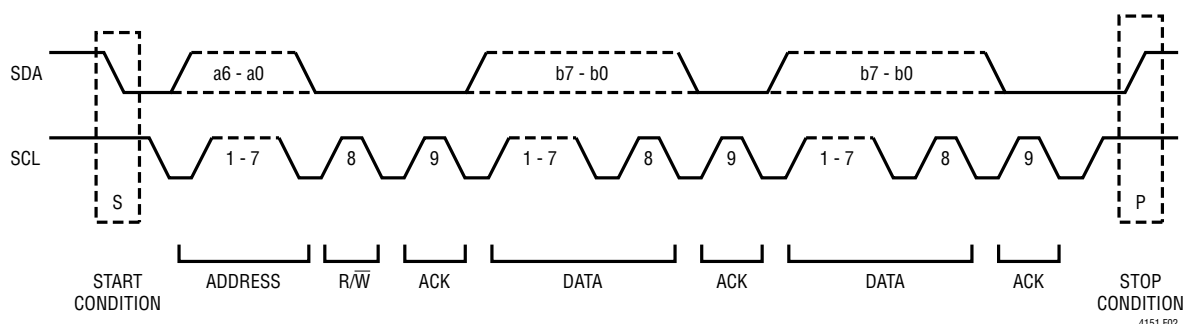 SDA
a6 - a0
b7 - b0
b7 - b0
SCL
1 - 7
8
9
1 - 7
8
9
1 - 7
8
9
S
P
START
CONDITION
ADDRESS
R/W̅
ACK
DATA
ACK
DATA
ACK
STOP
CONDITION
4151 F02